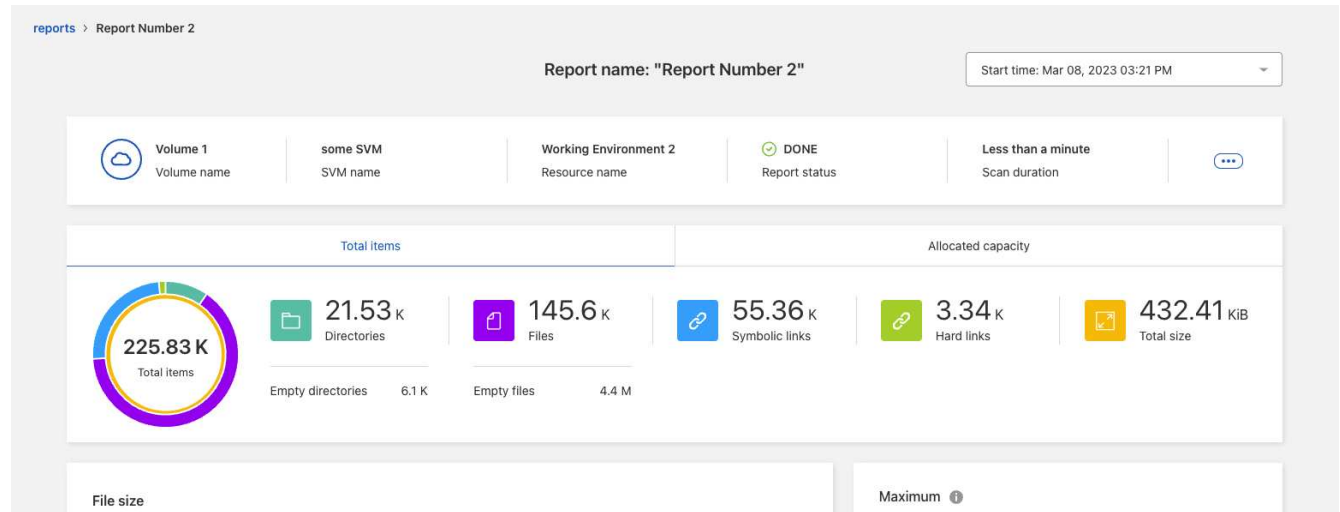 reports > Report Number 2
Report name: "Report Number 2"
Start time: Mar 08, 2023 03:21 PM
Volume 1
Volume name
some SVM
SVM name
Working Environment 2
Resource name
DONE
Report status
Less than a minute
Scan duration
Total items
Allocated capacity
225.83 K
Total items
21.53 K
Directories
Empty directories 6.1 K
145.6 K
Files
Empty files 4.4 M
55.36 K
Symbolic links
3.34 K
Hard links
432.41 KiB
Total size
File size
Maximum